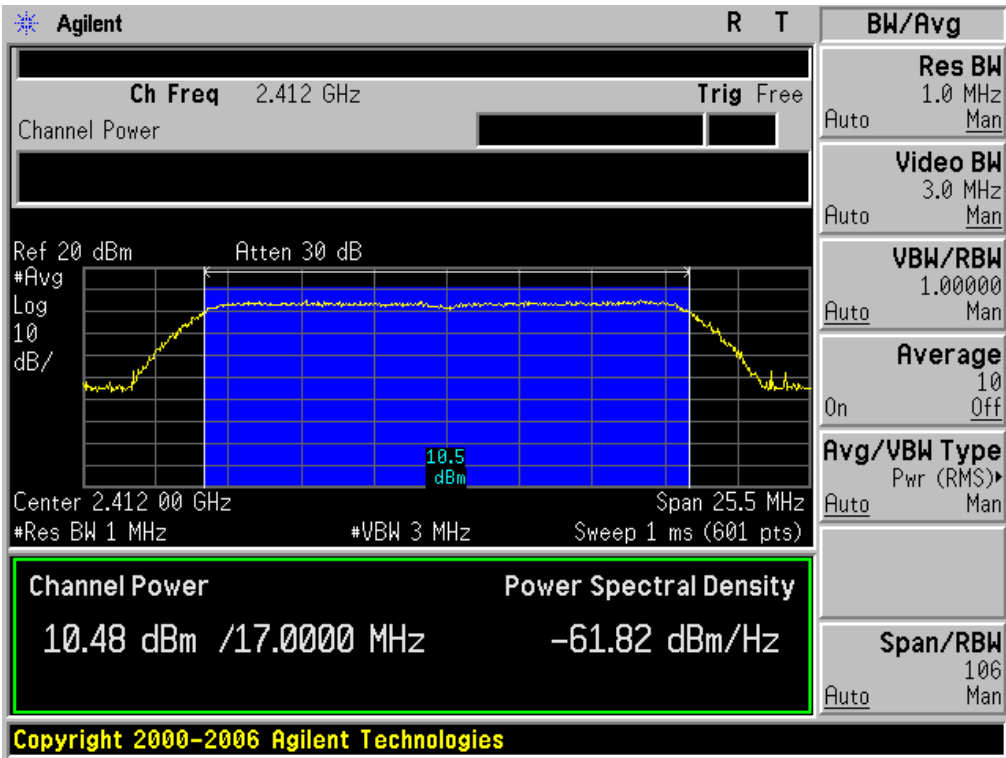 Agilent R T
Ch Freq 2.412 GHz Trig Free
Channel Power
Ref 20 dBm Atten 30 dB
#Avg
Log
10
dB/
10.5
dBm
Center 2.412 00 GHz Span 25.5 MHz
#Res BW 1 MHz #VBW 3 MHz Sweep 1 ms (601 pts)
Channel Power Power Spectral Density
10.48 dBm /17.0000 MHz -61.82 dBm/Hz
Copyright 2000-2006 Agilent Technologies
BW/Avg
Res BW
1.0 MHz
Auto Man
Video BW
3.0 MHz
Auto Man
VBW/RBW
1.00000
Auto Man
Average
10
On Off
Avg/VBW Type
Pwr (RMS)▸
Auto Man
Span/RBW
106
Auto Man